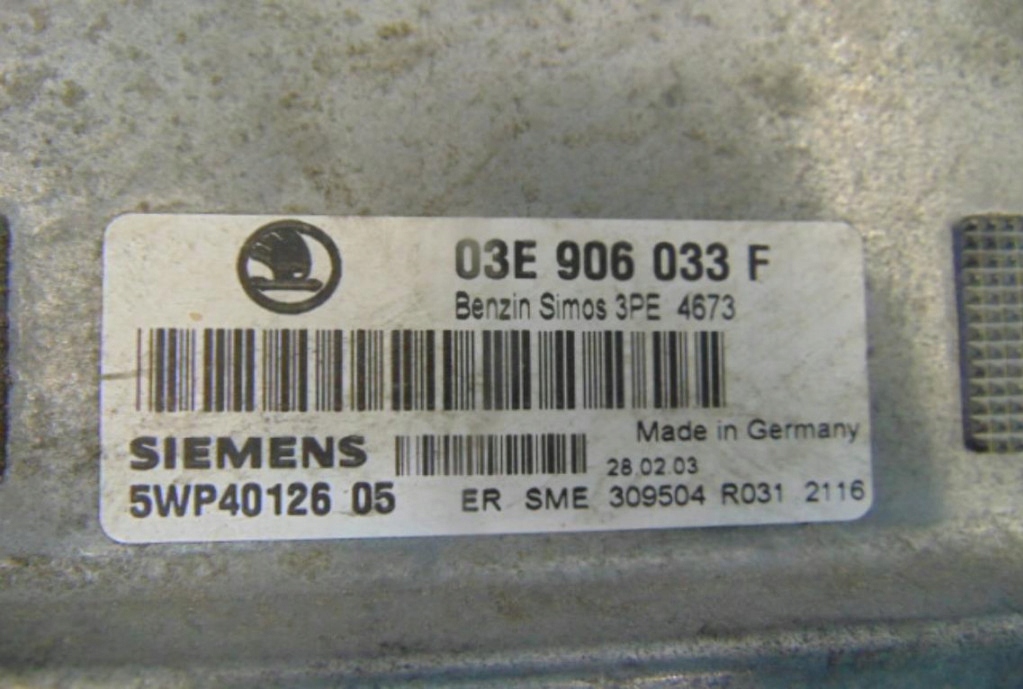 03E 906 033 F
Benzin Simos 3PE 4673
Made in Germany
SIEMENS
28.02.03
5WP40126 05 ER SME 309504 R031 2116